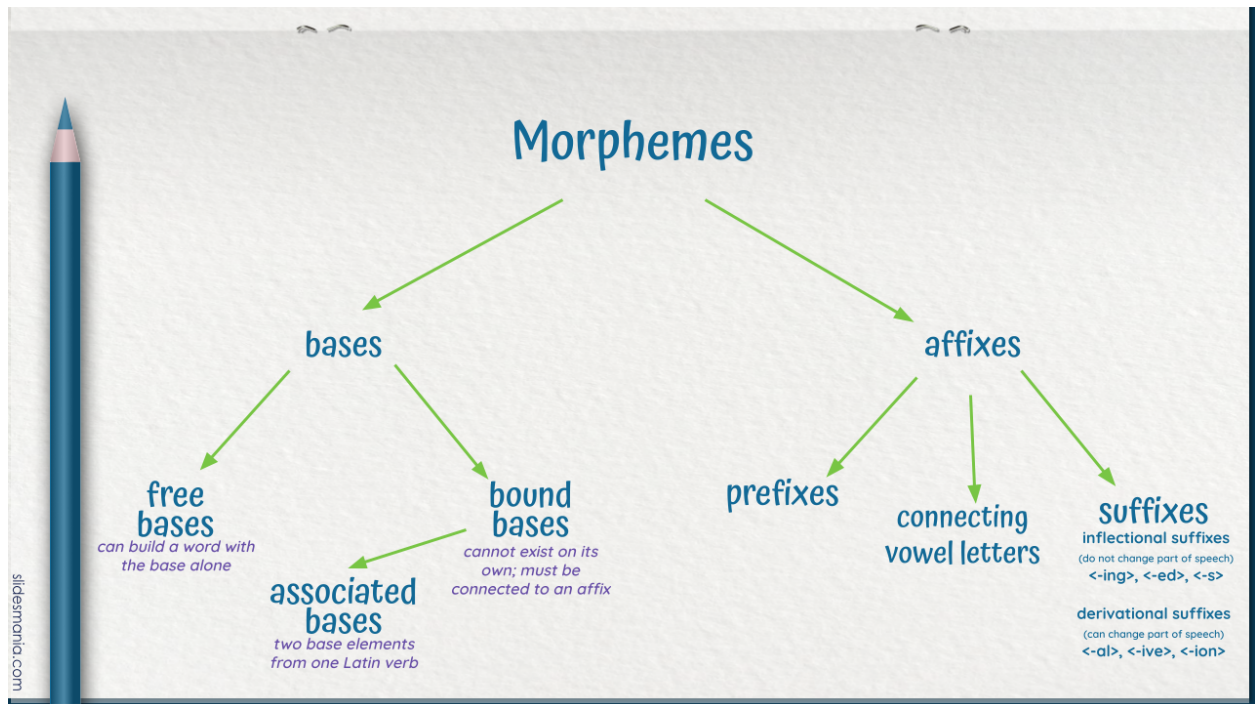 Morphemes
bases
affixes
free
bases
can build a word with
the base alone
bound
bases
cannot exist on its
own; must be
connected to an affix
associated
bases
two base elements
from one Latin verb
prefixes
connecting
vowel letters
suffixes
inflectional suffixes
(do not change part of speech)
<-ing>, <-ed>, <-s>
derivational suffixes
(can change part of speech)
<-al>, <-ive>, <-ion>
slidesmania.com